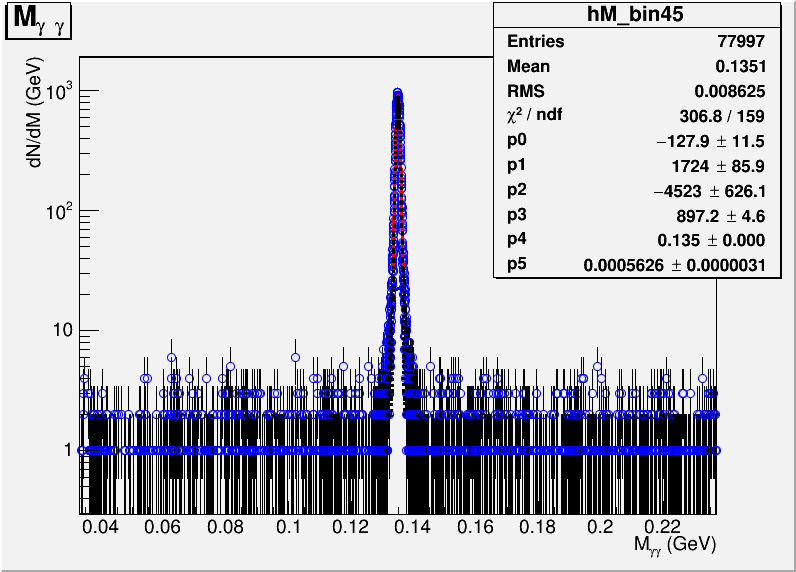 M_γ γ
hM_bin45
Entries 77997
Mean 0.1351
RMS 0.008625
χ² / ndf 306.8 / 159
p0 −127.9 ± 11.5
p1 1724 ± 85.9
p2 −4523 ± 626.1
p3 897.2 ± 4.6
p4 0.135 ± 0.000
p5 0.0005626 ± 0.0000031
dN/dM (GeV)
10³
10²
10
1
0.04 0.06 0.08 0.1 0.12 0.14 0.16 0.18 0.2 0.22
M_γγ (GeV)